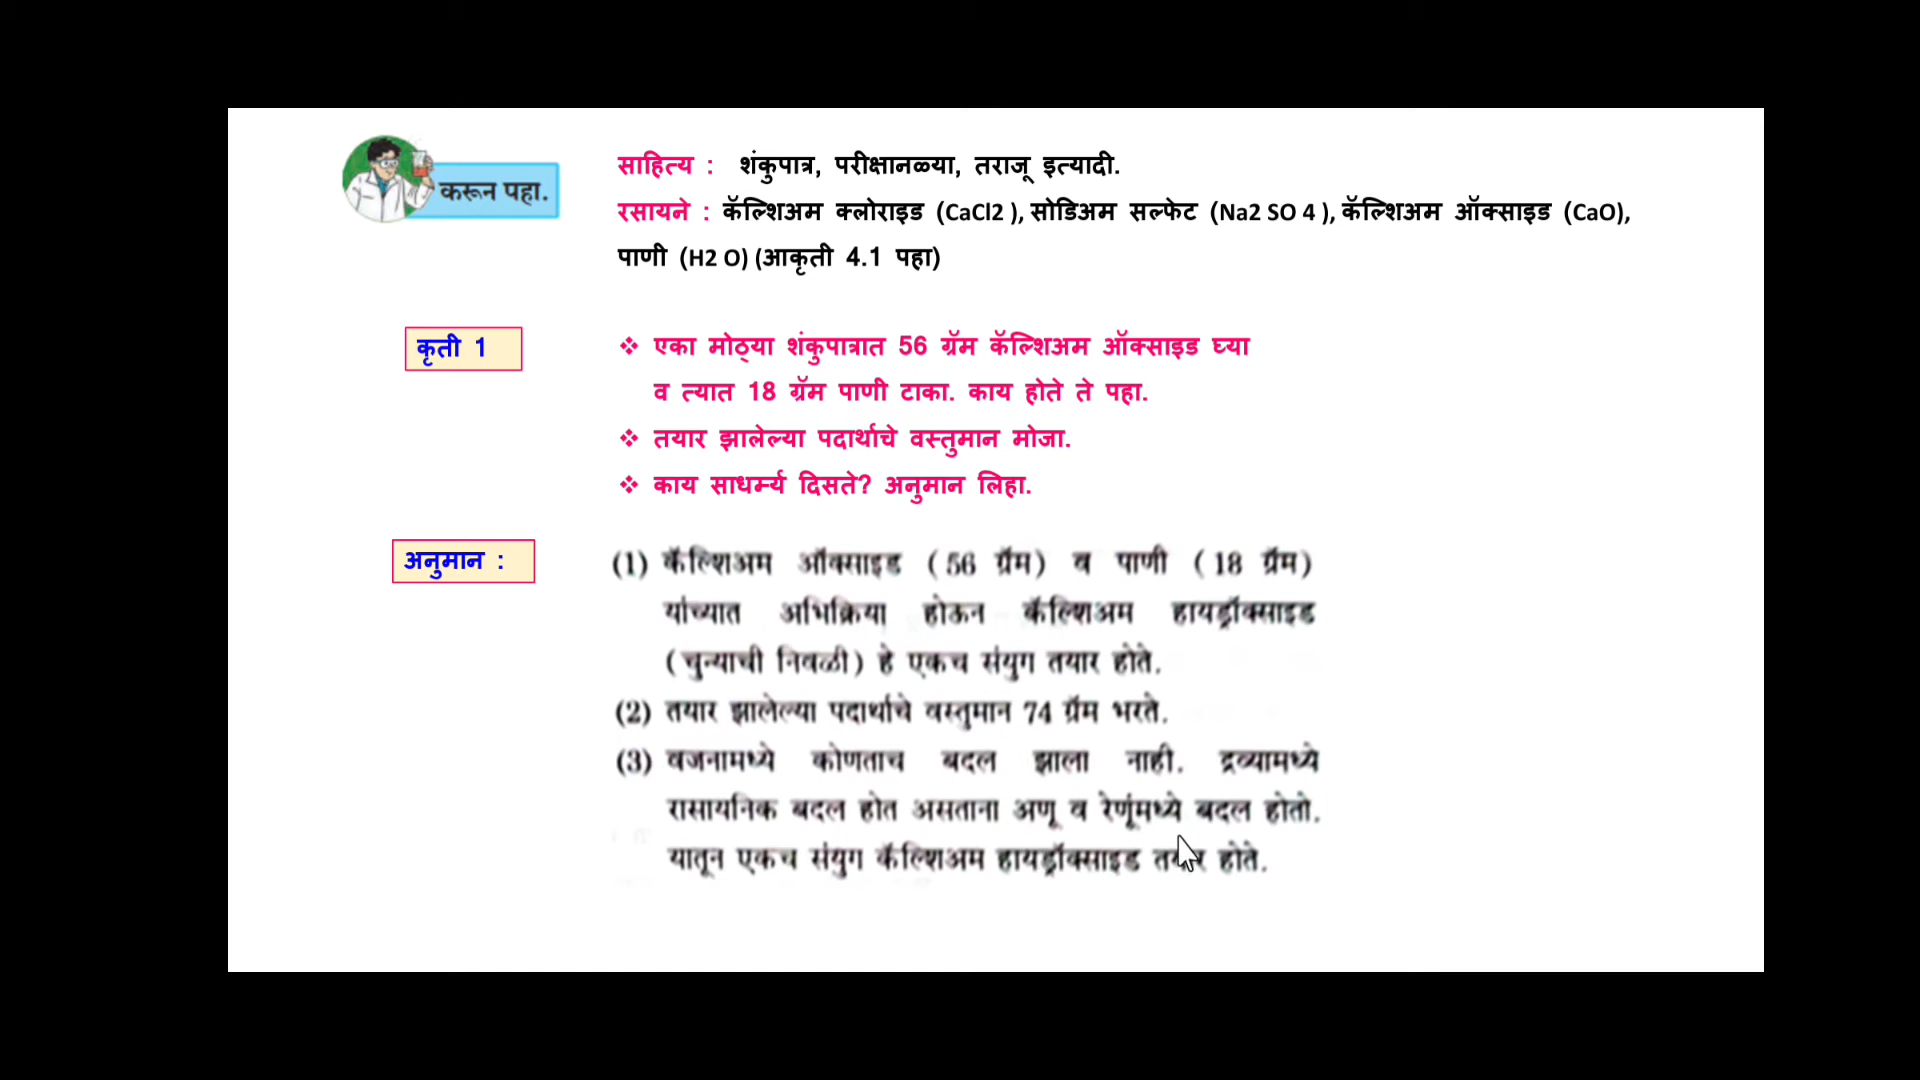 करून पहा.
साहित्य : शंकुपात्र, परीक्षानळ्या, तराजू इत्यादी.
रसायने : कॅल्शिअम क्लोराइड (CaCl2 ), सोडिअम सल्फेट (Na2 SO 4 ), कॅल्शिअम ऑक्साइड (CaO),
पाणी (H2 O) (आकृती 4.1 पहा)
कृती 1
❖ एका मोठ्या शंकुपात्रात 56 ग्रॅम कॅल्शिअम ऑक्साइड घ्या
व त्यात 18 ग्रॅम पाणी टाका. काय होते ते पहा.
❖ तयार झालेल्या पदार्थाचे वस्तुमान मोजा.
❖ काय साधर्म्य दिसते? अनुमान लिहा.
अनुमान :
(1) कॅल्शिअम ऑक्साइड (56 ग्रॅम) व पाणी (18 ग्रॅम)
यांच्यात अभिक्रिया होऊन कॅल्शिअम हायड्रॉक्साइड
(चुन्याची निवळी) हे एकच संयुग तयार होते.
(2) तयार झालेल्या पदार्थाचे वस्तुमान 74 ग्रॅम भरते.
(3) वजनामध्ये कोणताच बदल झाला नाही. द्रव्यामध्ये
रासायनिक बदल होत असताना अणू व रेणूंमध्ये बदल होतो.
यातून एकच संयुग कॅल्शिअम हायड्रॉक्साइड तयार होते.